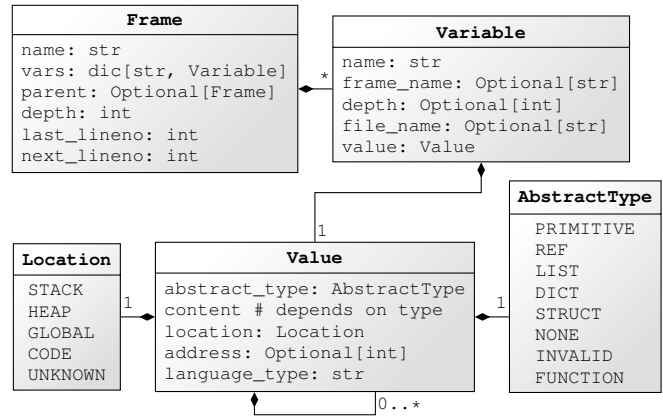 Frame
name: str
vars: dic[str, Variable]
parent: Optional[Frame]
depth: int
last_lineno: int
next_lineno: int
*
Variable
name: str
frame_name: Optional[str]
depth: Optional[int]
file_name: Optional[str]
value: Value
1
Location
STACK
HEAP
GLOBAL
CODE
UNKNOWN
1
Value
abstract_type: AbstractType
content # depends on type
location: Location
address: Optional[int]
language_type: str
0..*
1
AbstractType
PRIMITIVE
REF
LIST
DICT
STRUCT
NONE
INVALID
FUNCTION